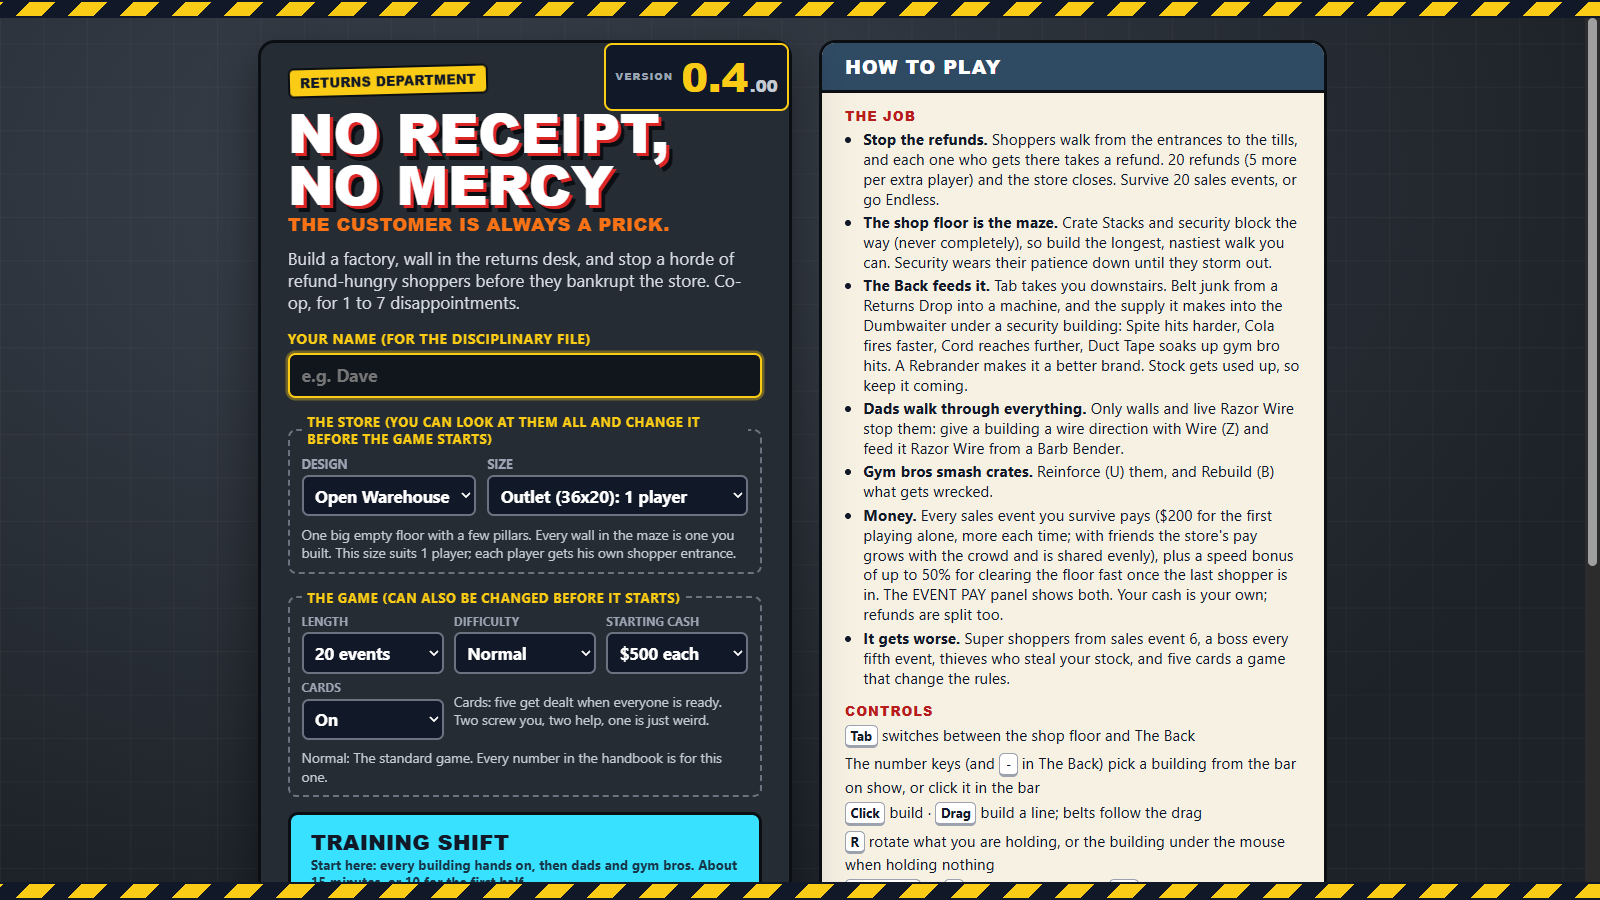 RETURNS DEPARTMENT
VERSION 0.4.00
NO RECEIPT,
NO MERCY
THE CUSTOMER IS ALWAYS A PRICK.
Build a factory, wall in the returns desk, and stop a horde of
refund-hungry shoppers before they bankrupt the store. Co-
op, for 1 to 7 disappointments.
YOUR NAME (FOR THE DISCIPLINARY FILE)
e.g. Dave
THE STORE (YOU CAN LOOK AT THEM ALL AND CHANGE IT
BEFORE THE GAME STARTS)
DESIGN SIZE
Open Warehouse Outlet (36x20): 1 player
One big empty floor with a few pillars. Every wall in the maze is one you
built. This size suits 1 player; each player gets his own shopper entrance.
THE GAME (CAN ALSO BE CHANGED BEFORE IT STARTS)
LENGTH DIFFICULTY STARTING CASH
20 events Normal $500 each
CARDS
On
Cards: five get dealt when everyone is ready.
Two screw you, two help, one is just weird.
Normal: The standard game. Every number in the handbook is for this
one.
TRAINING SHIFT
Start here: every building hands on, then dads and gym bros. About
15 minutes, or 10 for the first half.
HOW TO PLAY
THE JOB
Stop the refunds. Shoppers walk from the entrances to the tills,
and each one who gets there takes a refund. 20 refunds (5 more
per extra player) and the store closes. Survive 20 sales events, or
go Endless.
The shop floor is the maze. Crate Stacks and security block the
way (never completely), so build the longest, nastiest walk you
can. Security wears their patience down until they storm out.
The Back feeds it. Tab takes you downstairs. Belt junk from a
Returns Drop into a machine, and the supply it makes into the
Dumbwaiter under a security building: Spite hits harder, Cola
fires faster, Cord reaches further, Duct Tape soaks up gym bro
hits. A Rebrander makes it a better brand. Stock gets used up, so
keep it coming.
Dads walk through everything. Only walls and live Razor Wire
stop them: give a building a wire direction with Wire (Z) and
feed it Razor Wire from a Barb Bender.
Gym bros smash crates. Reinforce (U) them, and Rebuild (B)
what gets wrecked.
Money. Every sales event you survive pays ($200 for the first
playing alone, more each time; with friends the store's pay
grows with the crowd and is shared evenly), plus a speed bonus
of up to 50% for clearing the floor fast once the last shopper is
in. The EVENT PAY panel shows both. Your cash is your own;
refunds are split too.
It gets worse. Super shoppers from sales event 6, a boss every
fifth event, thieves who steal your stock, and five cards a game
that change the rules.
CONTROLS
Tab switches between the shop floor and The Back
The number keys (and - in The Back) pick a building from the bar
on show, or click it in the bar
Click build · Drag build a line; belts follow the drag
R rotate what you are holding, or the building under the mouse
when holding nothing